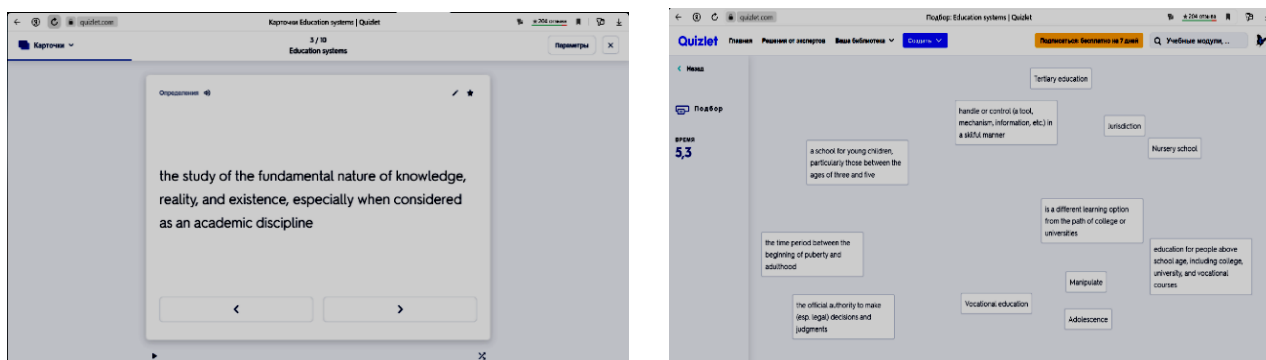 quizlet.com
Карточки Education systems | Quizlet
★ 204 отзыва
Карточки
3 / 10
Education systems
Параметры
Определение
the study of the fundamental nature of knowledge,
reality, and existence, especially when considered
as an academic discipline
quizlet.com
Подбор: Education systems | Quizlet
★ 204 отзыва
Quizlet
Главная
Решения от экспертов
Ваша библиотека
Создать
Подписаться: бесплатно на 7 дней
Учебные модули, ...
Назад
Подбор
ВРЕМЯ
5,3
Tertiary education
handle or control (a tool,
mechanism, information, etc.) in
a skilful manner
Jurisdiction
Nursery school
a school for young children,
particularly those between the
ages of three and five
is a different learning option
from the path of college or
universities
the time period between the
beginning of puberty and
adulthood
education for people above
school age, including college,
university, and vocational
courses
Manipulate
the official authority to make
(esp. legal) decisions and
judgments
Vocational education
Adolescence